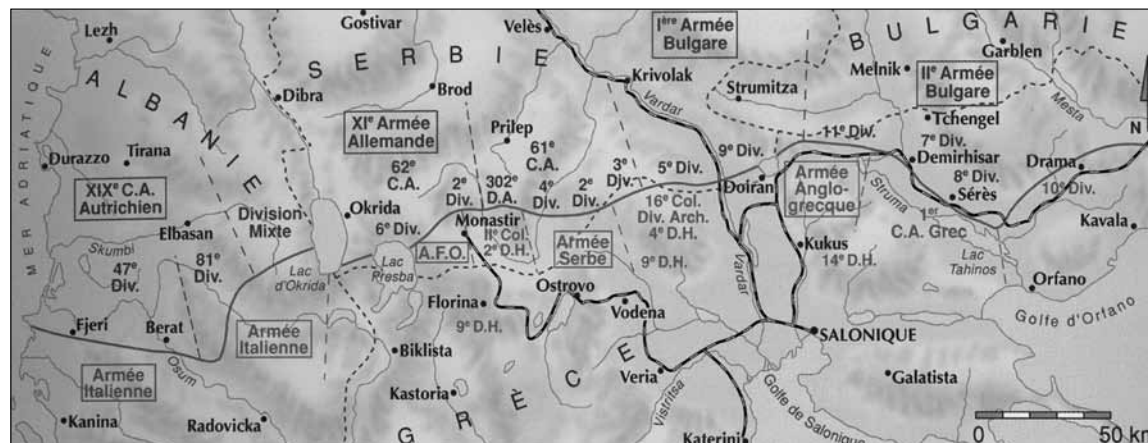 Lezh
Gostivar
Velès
Ière Armée
Bulgare
BULGARIE
Garblen
Melnik
SERBIE
Krivolak
Strumitza
IIe Armée
Bulgare
MER ADRIATIQUE
ALBANIE
Dibra
Brod
Vardar
Mesta
XIe Armée
Allemande
Prilep
Tchengel
11e Div.
7e Div.
N
Durazzo
Tirana
62e
C.A.
61e
C.A.
3e
Djv.
5e Div.
9e Div.
Demirhisar
8e Div.
Drama
XIXe C.A.
Autrichien
2e
Div.
302e
D.A.
4e
Div.
2e
Div.
Doiran
Armée
Anglo-
grecque
Sérès
10e Div.
Okrida
16e Col.
Div. Arch.
4e D.H.
Struma
Elbasan
Division
Mixte
6e Div.
Monastir
IIe Col.
2e D.H.
1er
C.A. Grec
Kavala
Skumbi
A.F.O.
Armée
Serbe
Kukus
14e D.H.
47e
Div.
81e
Div.
Lac
d'Okrida
Lac
Presba
9e D.H.
Vardar
Lac
Tahinos
Orfano
Florina
Ostrovo
Vodena
Golfe d'Orfano
Fjeri
Berat
Armée
Italienne
9e D.H.
Biklista
SALONIQUE
Armée
Italienne
Osum
Kastoria
Veria
Vistritsa
Galatista
Kanina
Radovicka
GRÈCE
Golfe de Salonique
Katerini
0
50 km